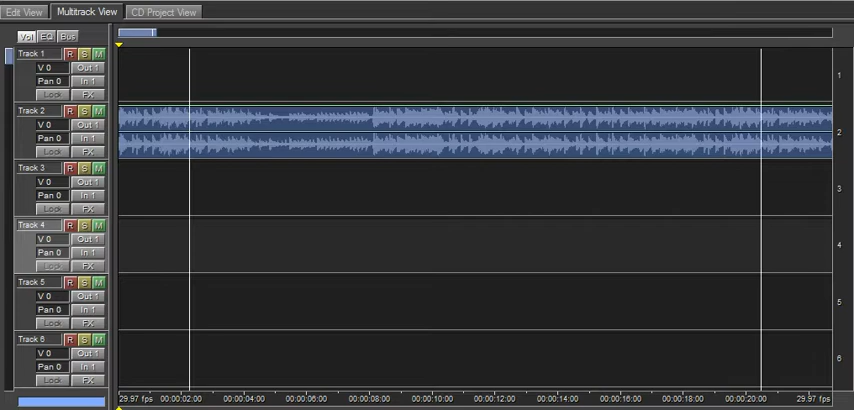 Edit View Multitrack View CD Project View
Vol EQ Bus
Track 1 R S M
V 0 Out 1
Pan 0 In 1
Lock FX
1
Track 2 R S M
V 0 Out 1
Pan 0 In 1
Lock FX
2
Track 3 R S M
V 0 Out 1
Pan 0 In 1
Lock FX
3
Track 4 R S M
V 0 Out 1
Pan 0 In 1
Lock FX
4
Track 5 R S M
V 0 Out 1
Pan 0 In 1
Lock FX
5
Track 6 R S M
V 0 Out 1
Pan 0 In 1
Lock FX
6
29.97 fps 00:00:02:00 00:00:04:00 00:00:06:00 00:00:08:00 00:00:10:00 00:00:12:00 00:00:14:00 00:00:16:00 00:00:18:00 00:00:20:00 29.97 fps